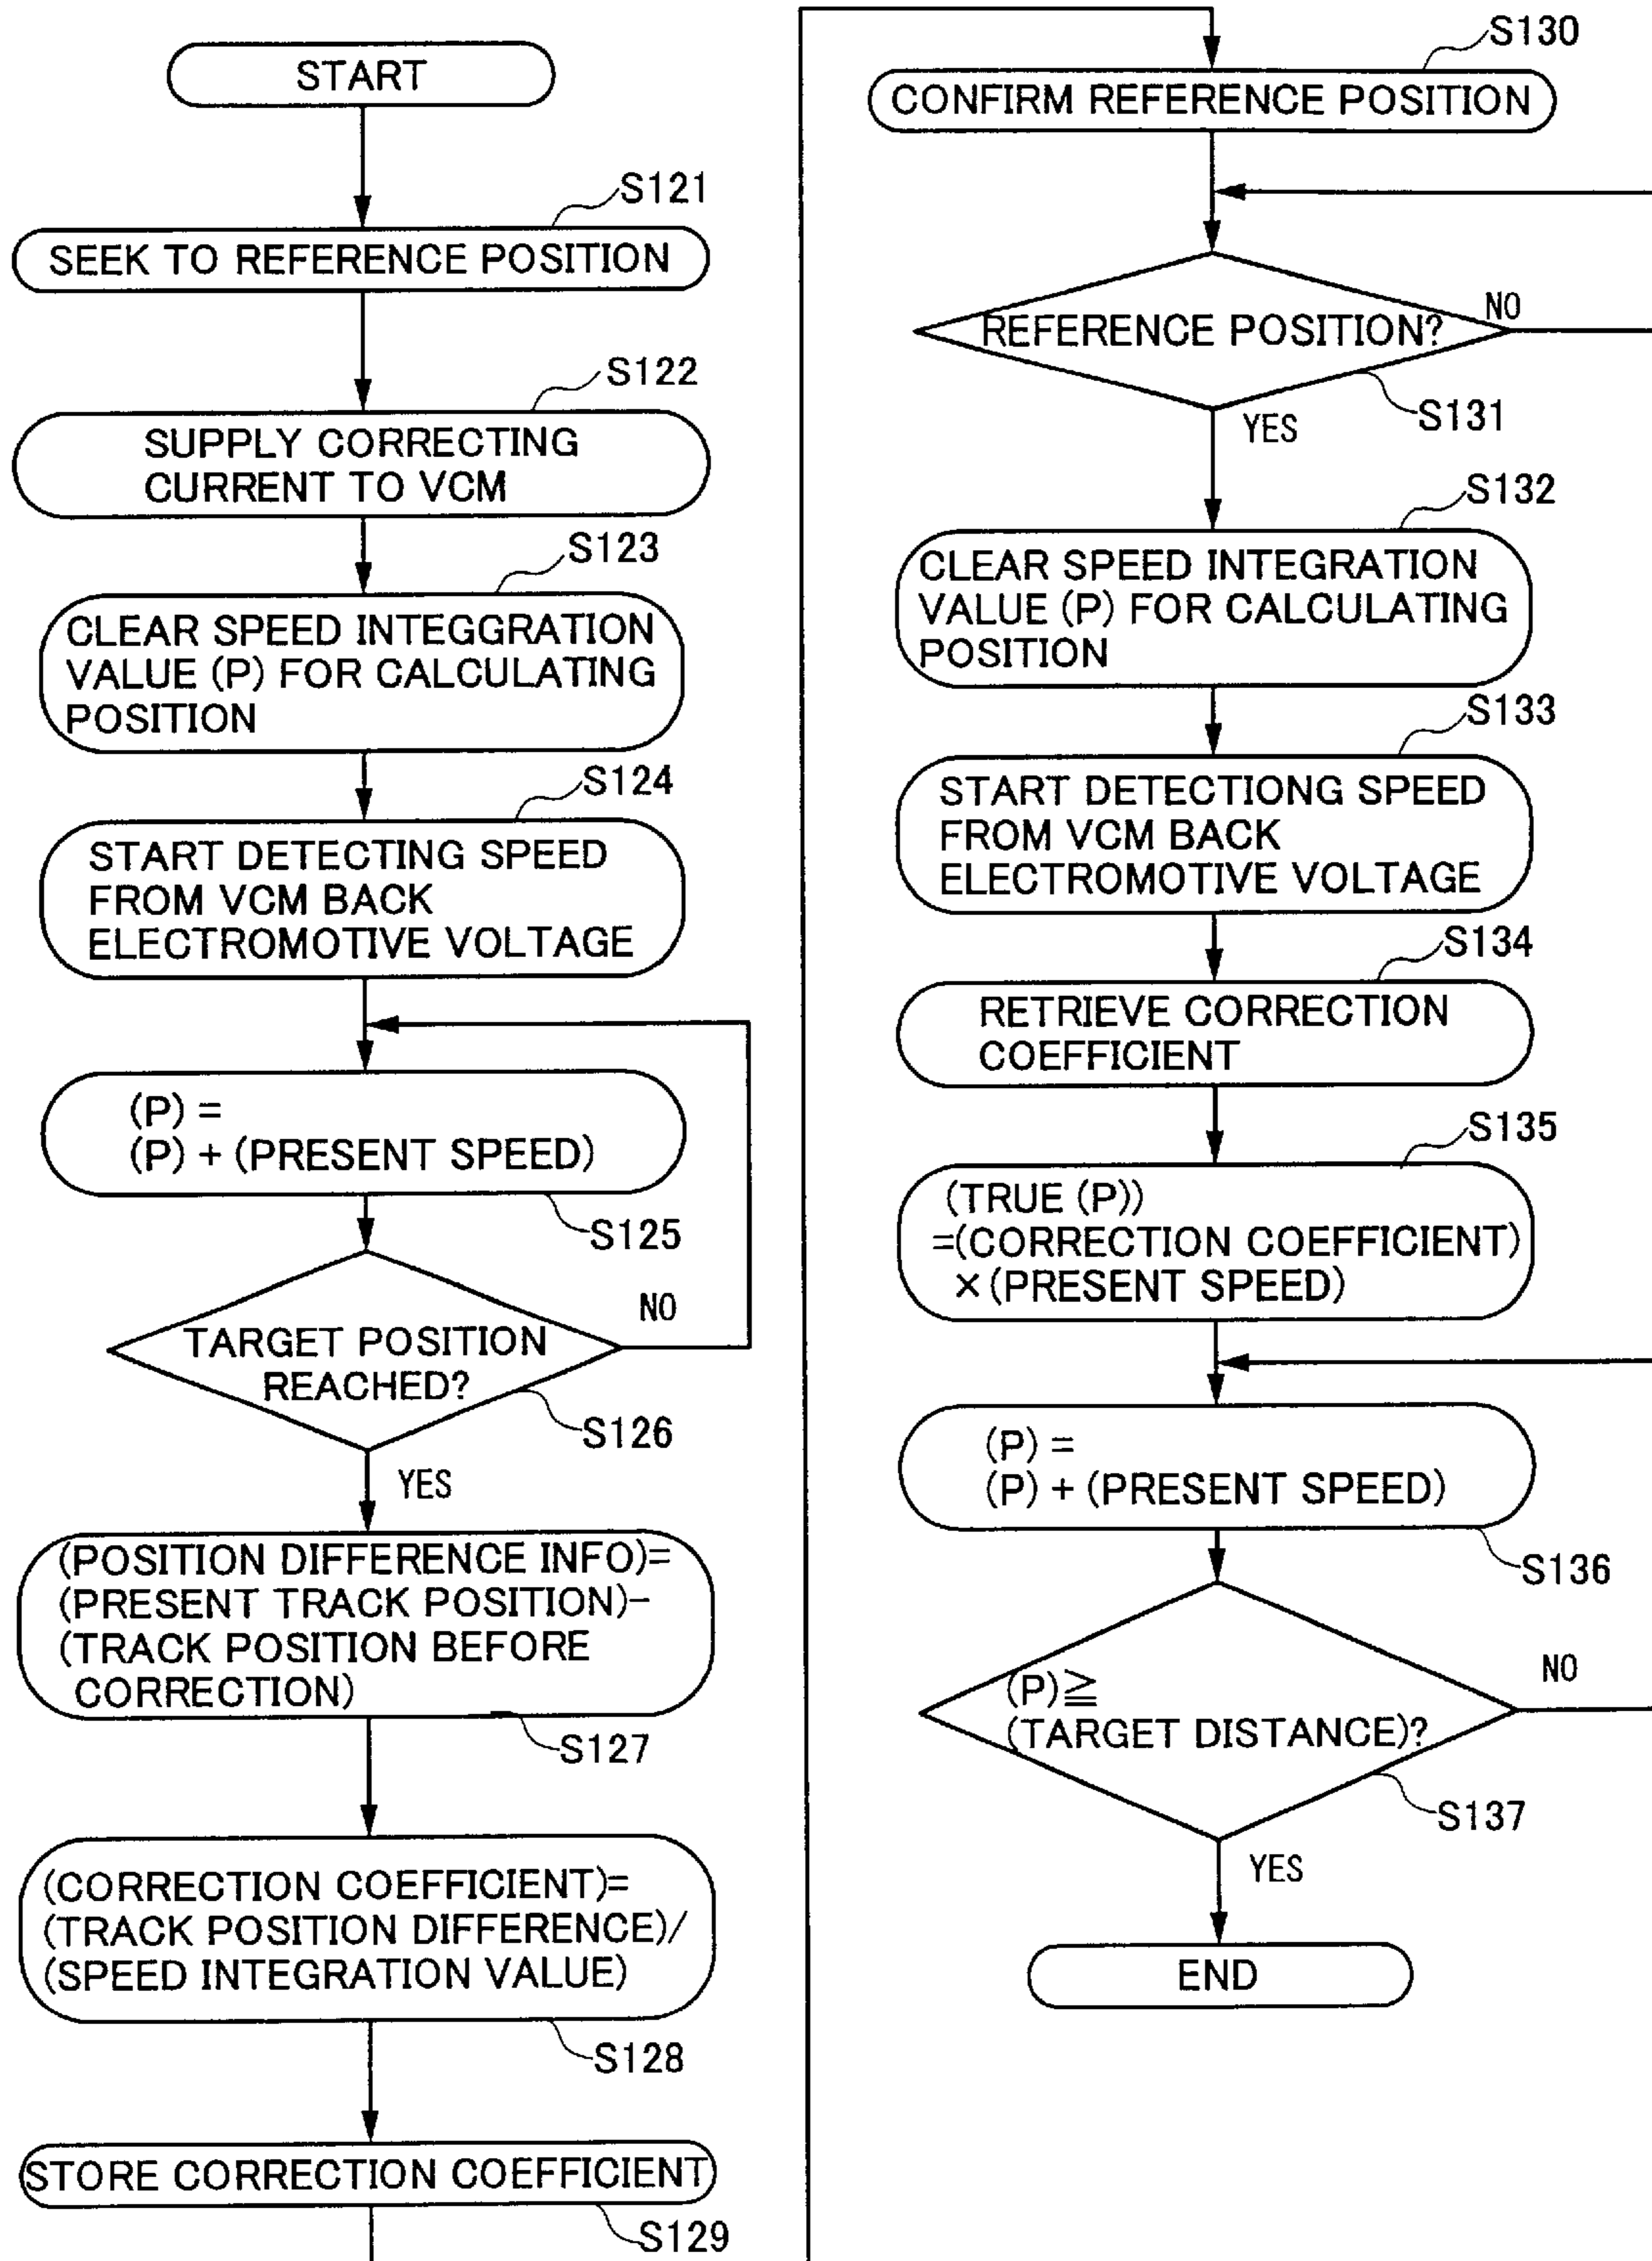 START
S121
SEEK TO REFERENCE POSITION
S122
SUPPLY CORRECTING
CURRENT TO VCM
S123
CLEAR SPEED INTEGGRATION
VALUE (P) FOR CALCULATING
POSITION
S124
START DETECTING SPEED
FROM VCM BACK
ELECTROMOTIVE VOLTAGE
(P) =
(P) + (PRESENT SPEED)
S125
NO
TARGET POSITION
REACHED?
S126
YES
(POSITION DIFFERENCE INFO)=
(PRESENT TRACK POSITION)-
(TRACK POSITION BEFORE
CORRECTION)
S127
(CORRECTION COEFFICIENT)=
(TRACK POSITION DIFFERENCE)/
(SPEED INTEGRATION VALUE)
S128
STORE CORRECTION COEFFICIENT
S129
S130
CONFIRM REFERENCE POSITION
NO
REFERENCE POSITION?
S131
YES
S132
CLEAR SPEED INTEGRATION
VALUE (P) FOR CALCULATING
POSITION
S133
START DETECTIONG SPEED
FROM VCM BACK
ELECTROMOTIVE VOLTAGE
S134
RETRIEVE CORRECTION
COEFFICIENT
S135
(TRUE (P))
=(CORRECTION COEFFICIENT)
×(PRESENT SPEED)
(P) =
(P) + (PRESENT SPEED)
S136
NO
(P)≧
(TARGET DISTANCE)?
S137
YES
END